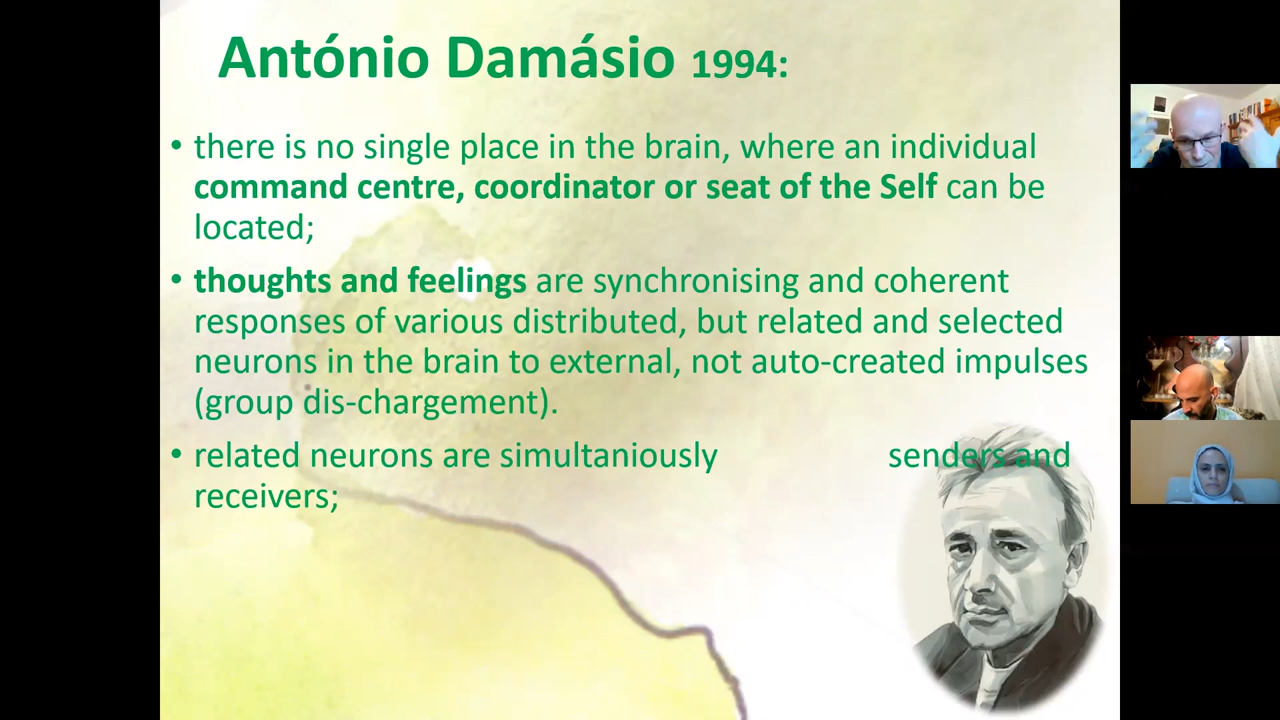 António Damásio 1994:
• there is no single place in the brain, where an individual
command centre, coordinator or seat of the Self can be
located;
• thoughts and feelings are synchronising and coherent
responses of various distributed, but related and selected
neurons in the brain to external, not auto-created impulses
(group dis-chargement).
• related neurons are simultaniously senders and
receivers;